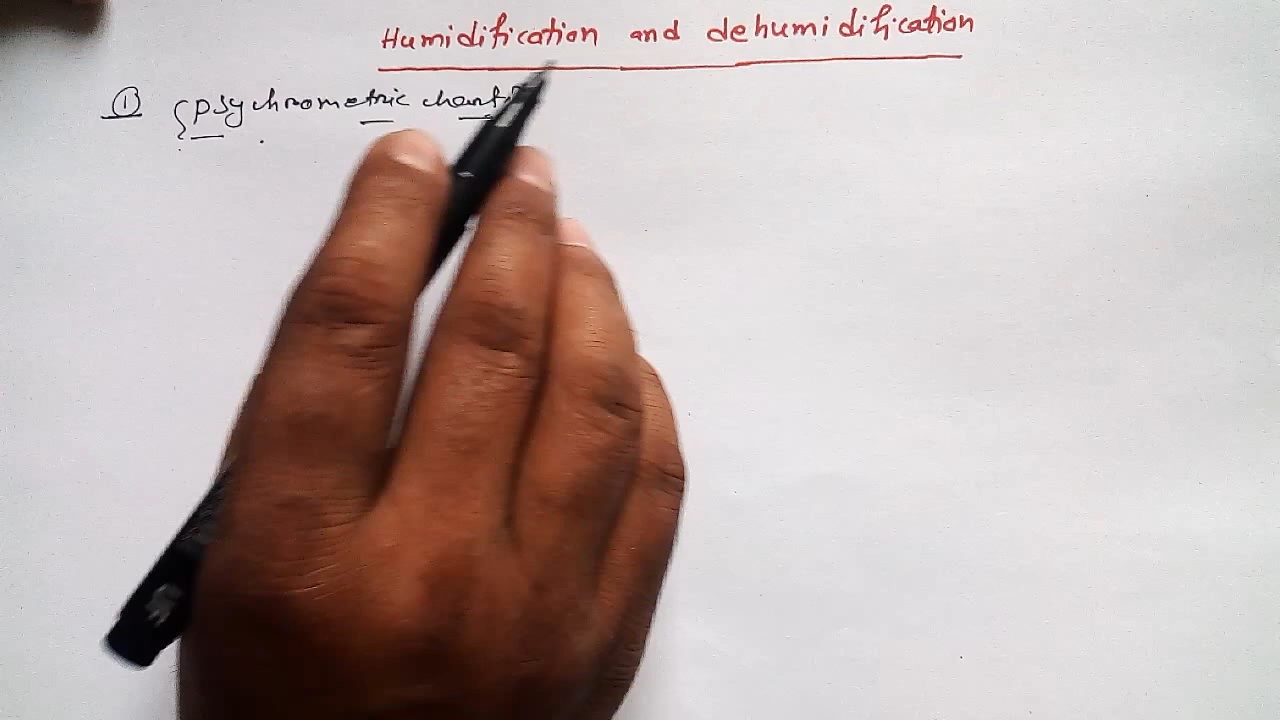 Humidification and dehumidification
① {psychrometric chart